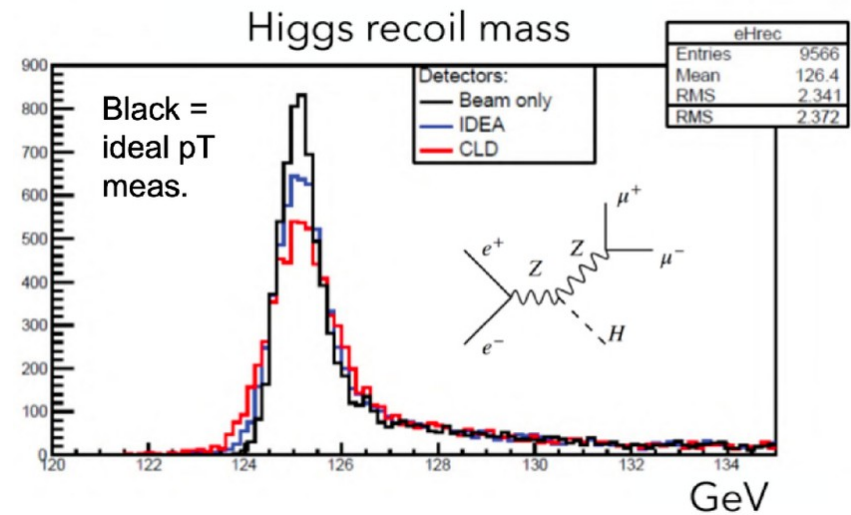 Higgs recoil mass
eHrec
Entries 9566
Mean 126.4
RMS 2.341
RMS 2.372
Detectors:
Beam only
IDEA
CLD
Black =
ideal pT
meas.
900
800
700
600
500
400
300
200
100
0
e+
e−
Z
Z
μ+
μ−
H
120 122 124 126 128 130 132 134
GeV